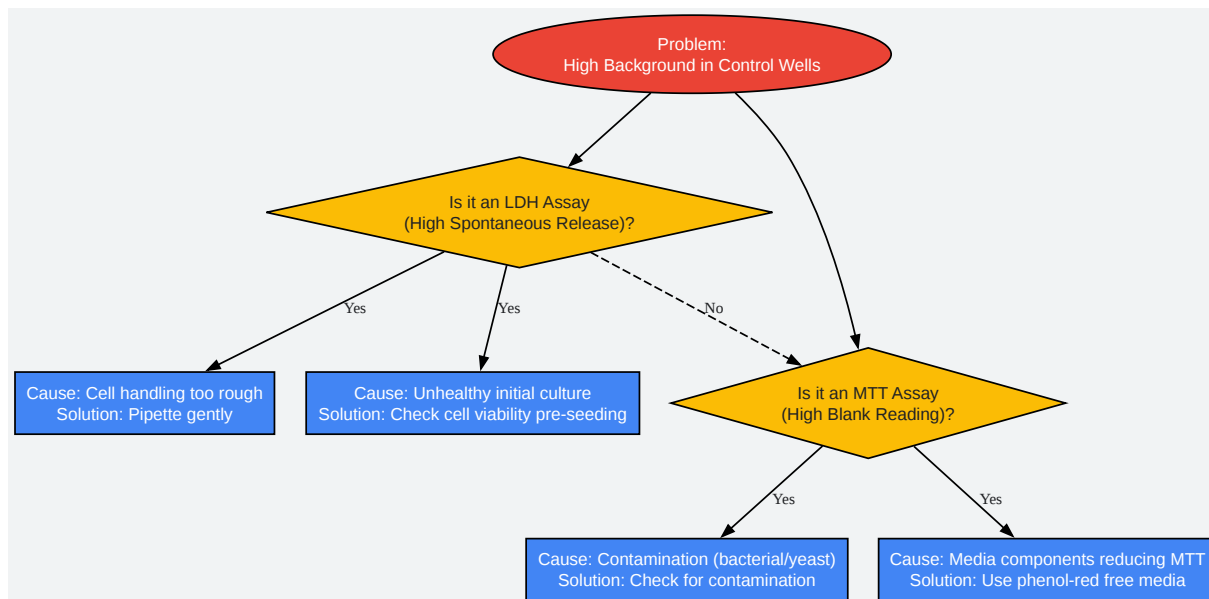 Problem:
High Background in Control Wells
Is it an LDH Assay
(High Spontaneous Release)?
Yes
Yes
No
Cause: Cell handling too rough
Solution: Pipette gently
Cause: Unhealthy initial culture
Solution: Check cell viability pre-seeding
Is it an MTT Assay
(High Blank Reading)?
Yes
Yes
Cause: Contamination (bacterial/yeast)
Solution: Check for contamination
Cause: Media components reducing MTT
Solution: Use phenol-red free media